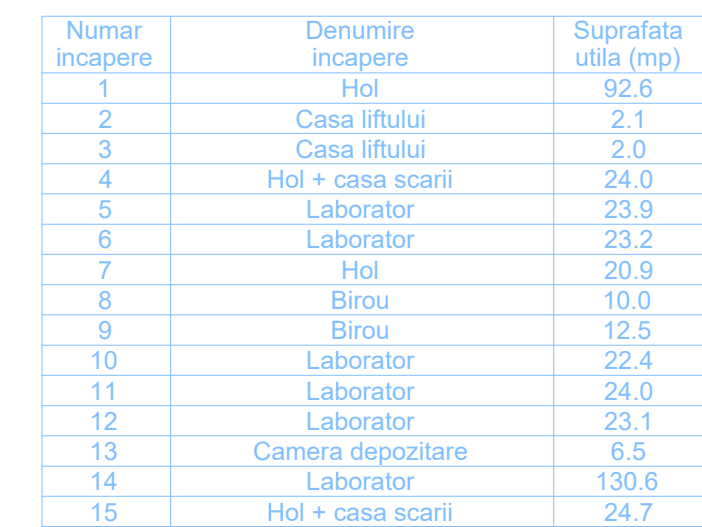 Numar incapere Denumire incapere Suprafata utila (mp)
1 Hol 92.6
2 Casa liftului 2.1
3 Casa liftului 2.0
4 Hol + casa scarii 24.0
5 Laborator 23.9
6 Laborator 23.2
7 Hol 20.9
8 Birou 10.0
9 Birou 12.5
10 Laborator 22.4
11 Laborator 24.0
12 Laborator 23.1
13 Camera depozitare 6.5
14 Laborator 130.6
15 Hol + casa scarii 24.7